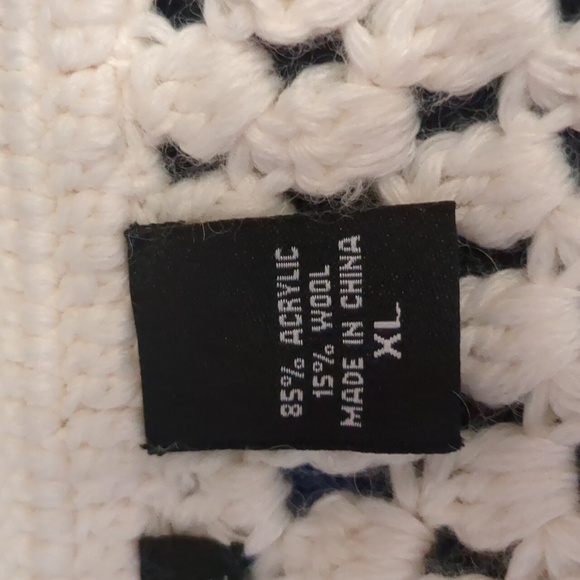 85% ACRYLIC
15% WOOL
MADE IN CHINA
XL